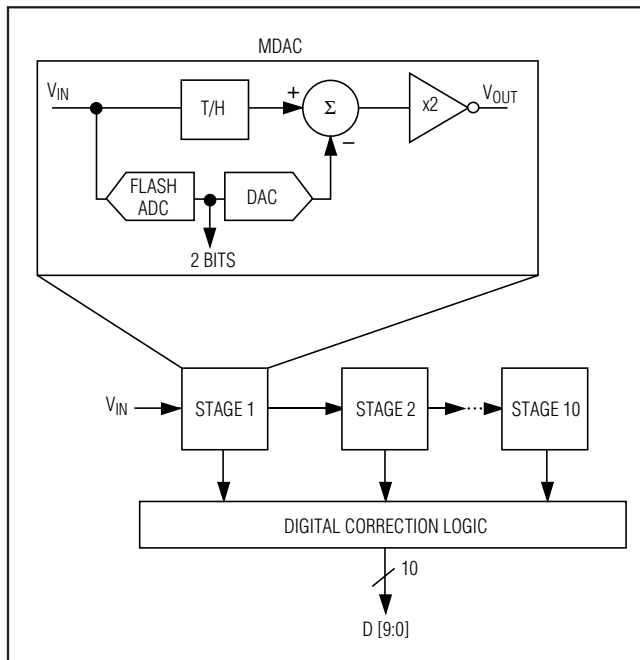 MDAC
VIN
T/H
+
Σ
−
x2
VOUT
FLASH
ADC
DAC
2 BITS
VIN
STAGE 1
STAGE 2
...
STAGE 10
DIGITAL CORRECTION LOGIC
10
D [9:0]